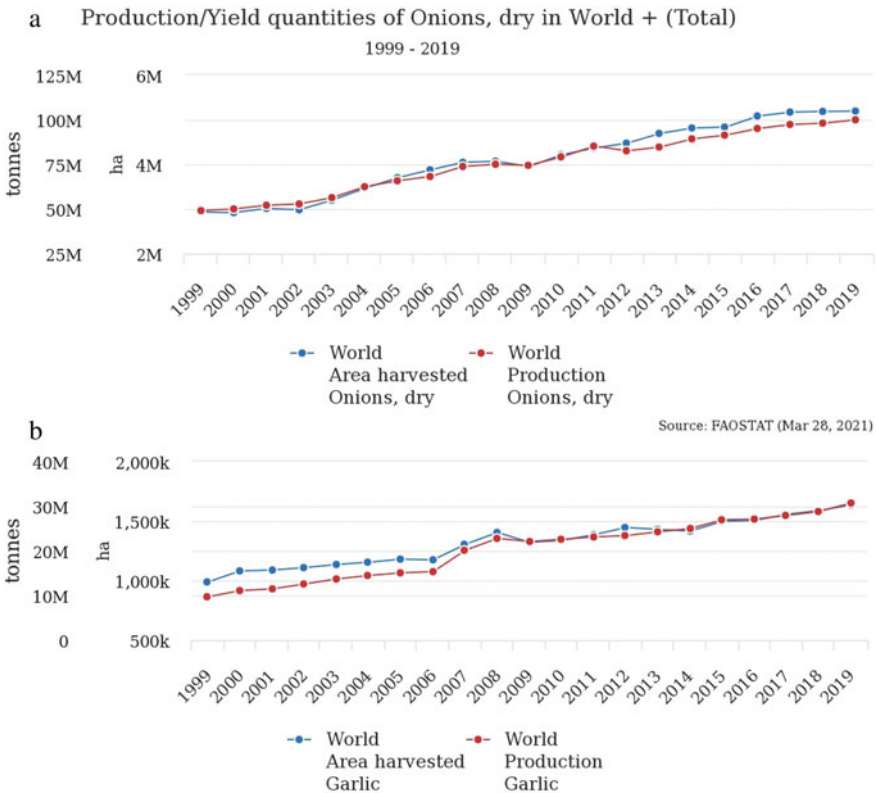 a Production/Yield quantities of Onions, dry in World + (Total)
1999 - 2019
125M 6M
100M
75M 4M
50M
25M 2M
tonnes
ha
1999 2000 2001 2002 2003 2004 2005 2006 2007 2008 2009 2010 2011 2012 2013 2014 2015 2016 2017 2018 2019
World World
Area harvested Production
Onions, dry Onions, dry
b
Source: FAOSTAT (Mar 28, 2021)
40M 2,000k
30M
1,500k
20M
1,000k
10M
0 500k
tonnes
ha
1999 2000 2001 2002 2003 2004 2005 2006 2007 2008 2009 2010 2011 2012 2013 2014 2015 2016 2017 2018 2019
World World
Area harvested Production
Garlic Garlic